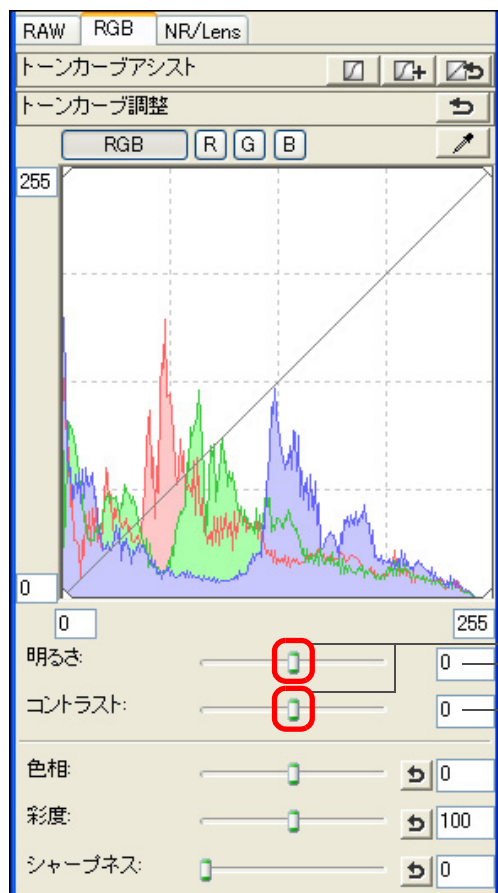 RAW RGB NR/Lens
トーンカーブアシスト
トーンカーブ調整
RGB R G B
255
0
0 255
明るさ: 0
コントラスト: 0
色相: 0
彩度: 100
シャープネス: 0